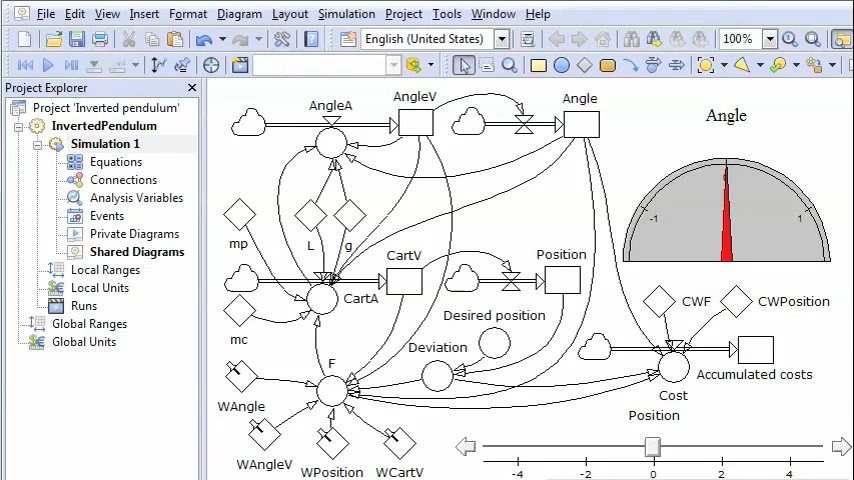 File Edit View Insert Format Diagram Layout Simulation Project Tools Window Help
English (United States) 100%
Project Explorer
Project 'Inverted pendulum'
InvertedPendulum
Simulation 1
Equations
Connections
Analysis Variables
Events
Private Diagrams
Shared Diagrams
Local Ranges
Local Units
Runs
Global Ranges
Global Units
AngleA
AngleV
Angle
Angle
-1
1
mp
L
g
CartV
Position
CartA
mc
Desired position
CWF
CWPosition
Deviation
F
Accumulated costs
WAngle
Cost
Position
WAngleV
WPosition
WCartV
-4 -2 0 2 4